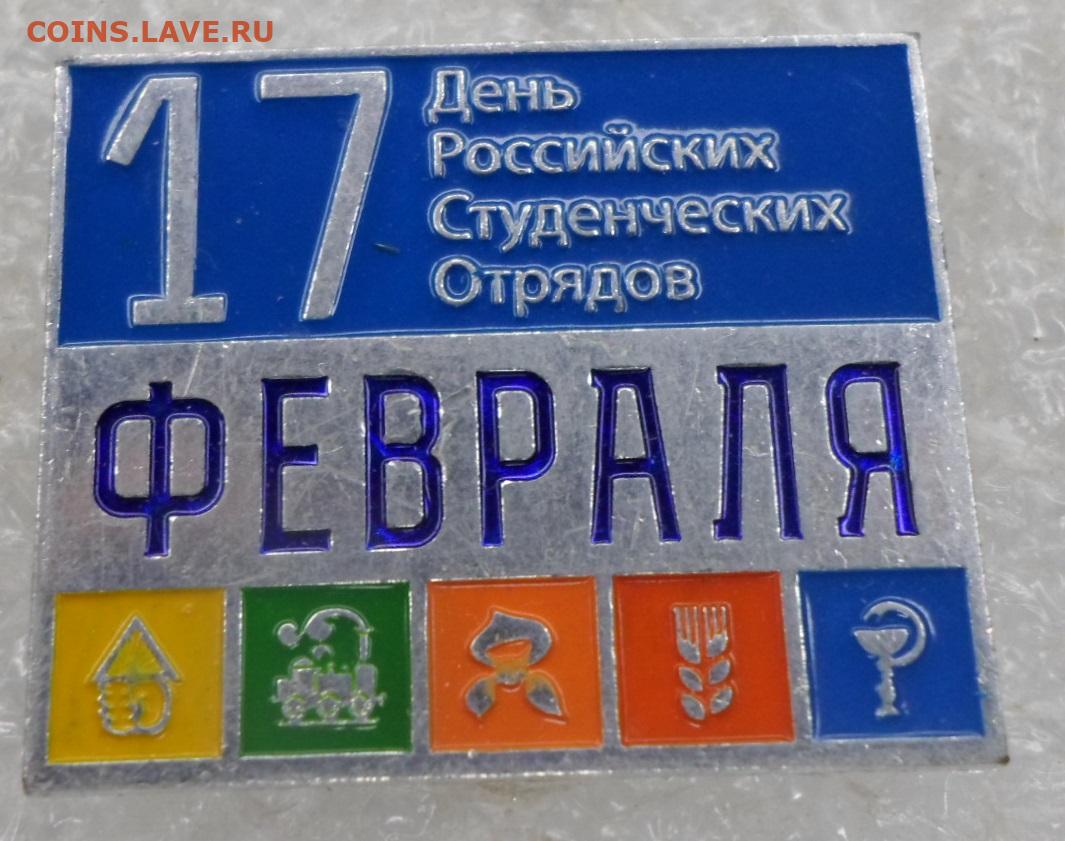 COINS.LAVE.RU
17
День
Российских
Студенческих
Отрядов
ФЕВРАЛЯ